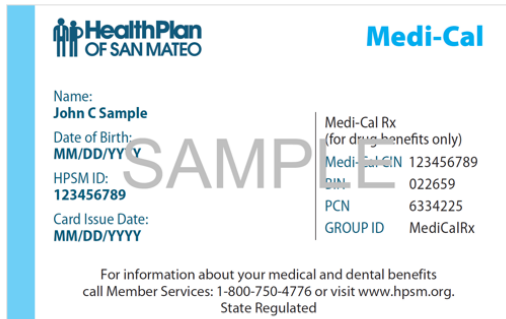 HealthPlan
OF SAN MATEO
Medi-Cal
Name:
John C Sample
Date of Birth:
MM/DD/YYYY
HPSM ID:
123456789
Card Issue Date:
MM/DD/YYYY
Medi-Cal Rx
(for drug benefits only)
Medi-Cal CIN 123456789
BIN 022659
PCN 6334225
GROUP ID MediCalRx
SAMPLE
For information about your medical and dental benefits
call Member Services: 1-800-750-4776 or visit www.hpsm.org.
State Regulated